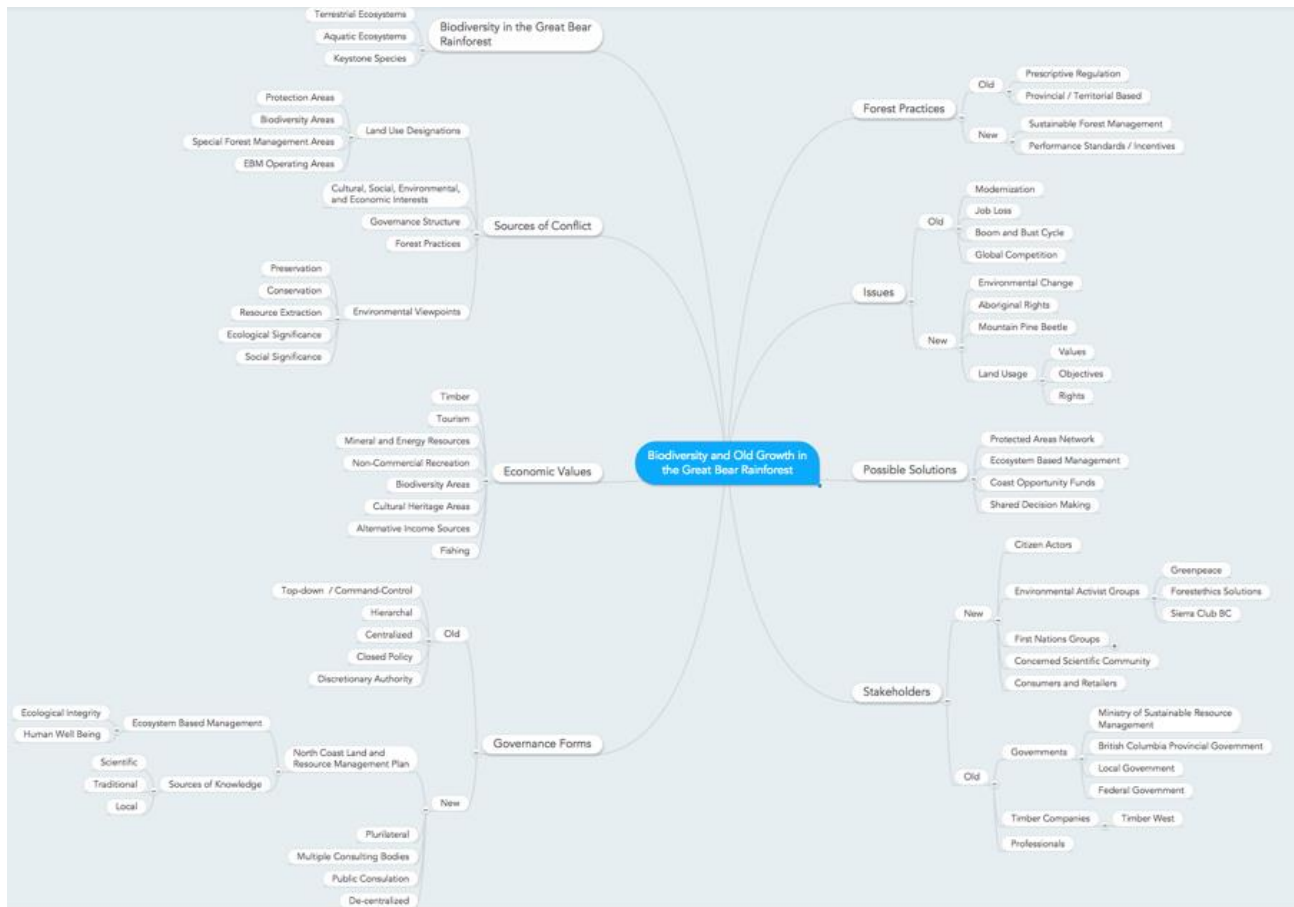 Biodiversity and Old Growth in
the Great Bear Rainforest
Biodiversity in the Great Bear
Rainforest
Terrestrial Ecosystems
Aquatic Ecosystems
Keystone Species
Sources of Conflict
Land Use Designations
Protection Areas
Biodiversity Areas
Special Forest Management Areas
EBM Operating Areas
Cultural, Social, Environmental,
and Economic Interests
Governance Structure
Forest Practices
Environmental Viewpoints
Preservation
Conservation
Resource Extraction
Ecological Significance
Social Significance
Economic Values
Timber
Tourism
Mineral and Energy Resources
Non-Commercial Recreation
Biodiversity Areas
Cultural Heritage Areas
Alternative Income Sources
Fishing
Governance Forms
Old
Top-down / Command-Control
Hierarchal
Centralized
Closed Policy
Discretionary Authority
New
North Coast Land and
Resource Management Plan
Ecosystem Based Management
Ecological Integrity
Human Well Being
Sources of Knowledge
Scientific
Traditional
Local
Plurilateral
Multiple Consulting Bodies
Public Consulation
De-centralized
Forest Practices
Old
Prescriptive Regulation
Provincial / Territorial Based
New
Sustainable Forest Management
Performance Standards / Incentives
Issues
Old
Modernization
Job Loss
Boom and Bust Cycle
Global Competition
New
Environmental Change
Aboriginal Rights
Mountain Pine Beetle
Land Usage
Values
Objectives
Rights
Possible Solutions
Protected Areas Network
Ecosystem Based Management
Coast Opportunity Funds
Shared Decision Making
Stakeholders
New
Citizen Actors
Environmental Activist Groups
Greenpeace
Forestethics Solutions
Sierra Club BC
First Nations Groups
Concerned Scientific Community
Consumers and Retailers
Old
Governments
Ministry of Sustainable Resource
Management
British Columbia Provincial Government
Local Government
Federal Government
Timber Companies
Timber West
Professionals